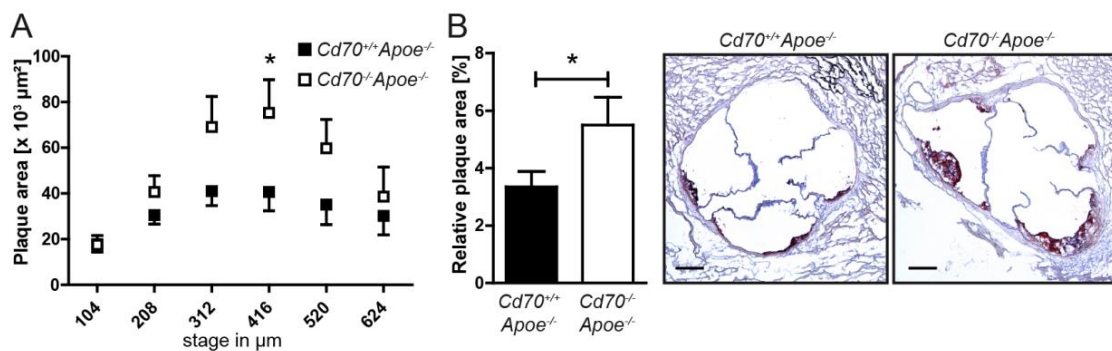 A
Plaque area [x 10³ µm²]
100
80
60
40
20
0
104
208
312
416
520
624
stage in µm
*
Cd70+/+Apoe-/-
Cd70-/-Apoe-/-
B
Relative plaque area [%]
8
6
4
2
0
*
Cd70+/+
Apoe-/-
Cd70-/-
Apoe-/-
Cd70+/+Apoe-/-
Cd70-/-Apoe-/-